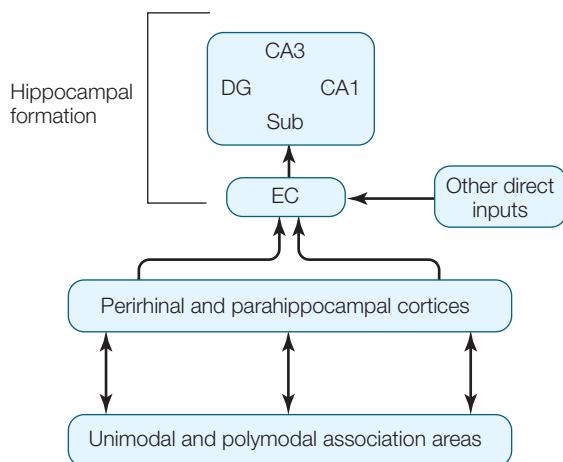 CA3
Hippocampal
formation
DG CA1
Sub
EC
Other direct
inputs
Perirhinal and parahippocampal cortices
Unimodal and polymodal association areas